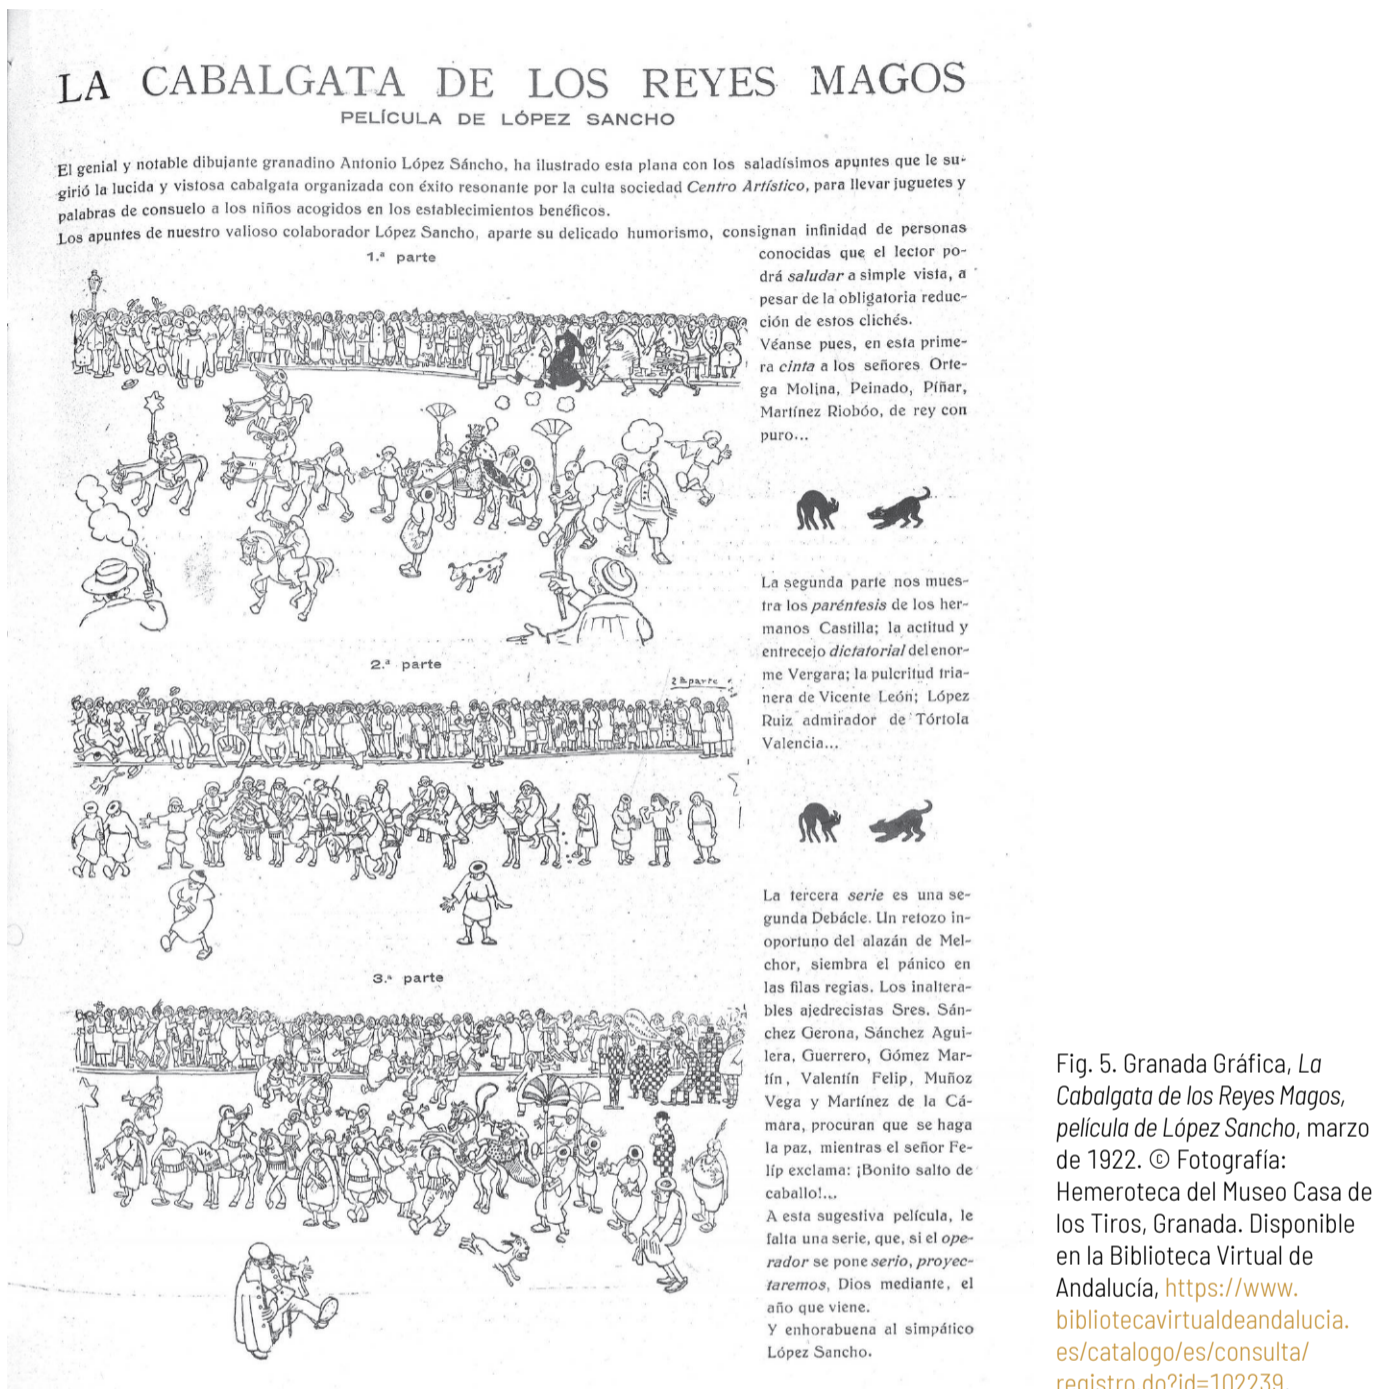 LA CABALGATA DE LOS REYES MAGOS
PELÍCULA DE LÓPEZ SANCHO
El genial y notable dibujante granadino Antonio López Sáncho, ha ilustrado esta plana con los saladísimos apuntes que le su-
girió la lucida y vistosa cabalgata organizada con éxito resonante por la culta sociedad Centro Artístico, para llevar juguetes y
palabras de consuelo a los niños acogidos en los establecimientos benéficos.
Los apuntes de nuestro valioso colaborador López Sancho, aparte su delicado humorismo, consignan infinidad de personas
conocidas que el lector po-
drá saludar a simple vista, a
pesar de la obligatoria reduc-
ción de estos clichés.
Véanse pues, en esta prime-
ra cinta a los señores Orte-
ga Molina, Peinado, Píñar,
Martínez Riobóo, de rey con
puro...
1.ª parte
La segunda parte nos mues-
tra los paréntesis de los her-
manos Castilla; la actitud y
entrecejo dictatorial del enor-
me Vergara; la pulcritud tria-
nera de Vicente León; López
Ruiz admirador de Tórtola
Valencia...
2.ª parte
2ª parte
La tercera serie es una se-
gunda Debácle. Un retozo in-
oportuno del alazán de Mel-
chor, siembra el pánico en
las filas regias. Los inaltera-
bles ajedrecistas Sres. Sán-
chez Gerona, Sánchez Agui-
lera, Guerrero, Gómez Mar-
tín, Valentín Felip, Muñoz
Vega y Martínez de la Cá-
mara, procuran que se haga
la paz, mientras el señor Fe-
líp exclama: ¡Bonito salto de
caballo!...
A esta sugestiva película, le
falta una serie, que, si el ope-
rador se pone serio, proyec-
taremos, Dios mediante, el
año que viene.
Y enhorabuena al simpático
López Sancho.
3.ª parte
Fig. 5. Granada Gráfica, La
Cabalgata de los Reyes Magos,
película de López Sancho, marzo
de 1922. © Fotografía:
Hemeroteca del Museo Casa de
los Tiros, Granada. Disponible
en la Biblioteca Virtual de
Andalucía, https://www.
bibliotecavirtualdeandalucia.
es/catalogo/es/consulta/
registro.do?id=102239.